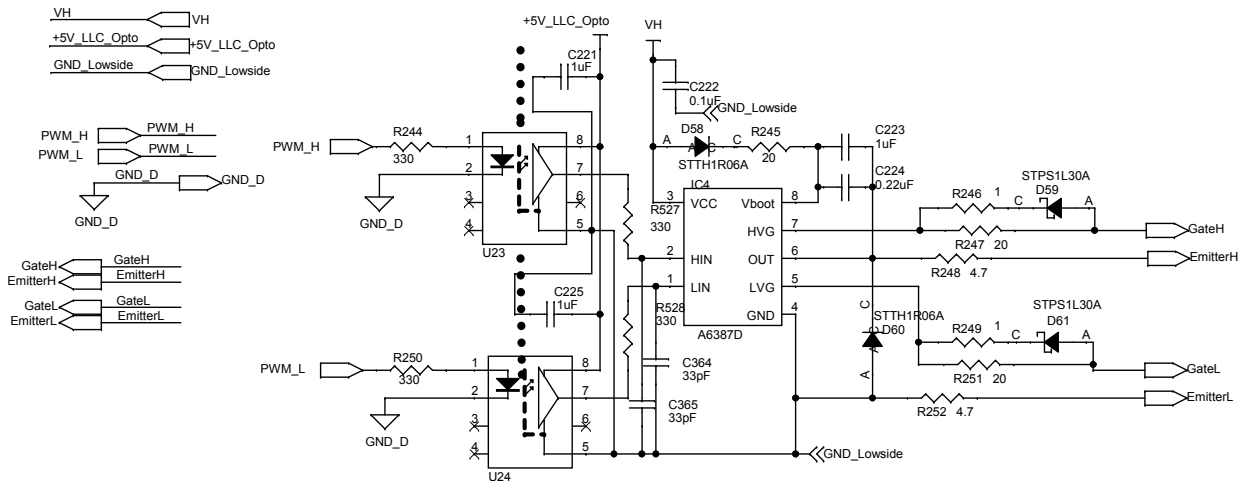 VH
VH
+5V_LLC_Opto
+5V_LLC_Opto
GND_Lowside
GND_Lowside
PWM_H
PWM_H
PWM_L
PWM_L
GND_D
GND_D
GND_D
GateH
GateH
EmitterH
EmitterH
GateL
GateL
EmitterL
EmitterL
+5V_LLC_Opto
C221
1uF
PWM_H
R244
330
1
2
3
4
8
7
6
5
U23
GND_D
C225
1uF
PWM_L
R250
330
1
2
3
4
8
7
6
5
U24
GND_D
R527
330
R528
330
C364
33pF
C365
33pF
VH
C222
0.1uF
GND_Lowside
D58
A
A
C
C
STTH1R06A
R245
20
C223
1uF
C224
0.22uF
IC4
3
VCC
Vboot
8
HVG
7
2
HIN
OUT
6
1
LIN
LVG
5
GND
4
A6387D
R246
1
C
STPS1L30A
D59
A
GateH
R247
20
R248
4.7
EmitterH
C
STTH1R06A
C
D60
A
A
R249
1
C
STPS1L30A
D61
A
GateL
R251
20
R252
4.7
EmitterL
GND_Lowside